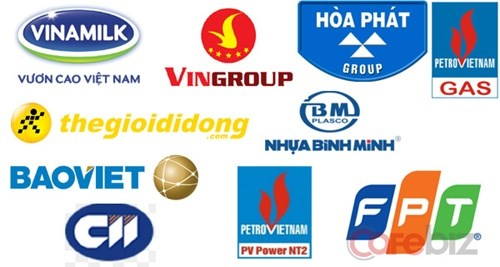 VINAMILK
VƯƠN CAO VIỆT NAM
VINGROUP
HÒA PHÁT
GROUP
PETROVIETNAM
GAS
thegioididong
.com
BM
PLASCO
NHỰA BÌNH MINH®
BAOVIET
CII
PETROVIETNAM
PV Power NT2
FPT®
Cafebiz